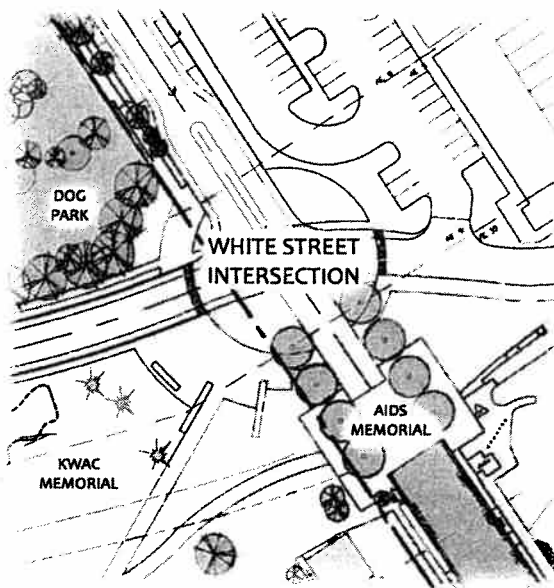 DOG
PARK
WHITE STREET
INTERSECTION
AIDS
MEMORIAL
KWAC
MEMORIAL